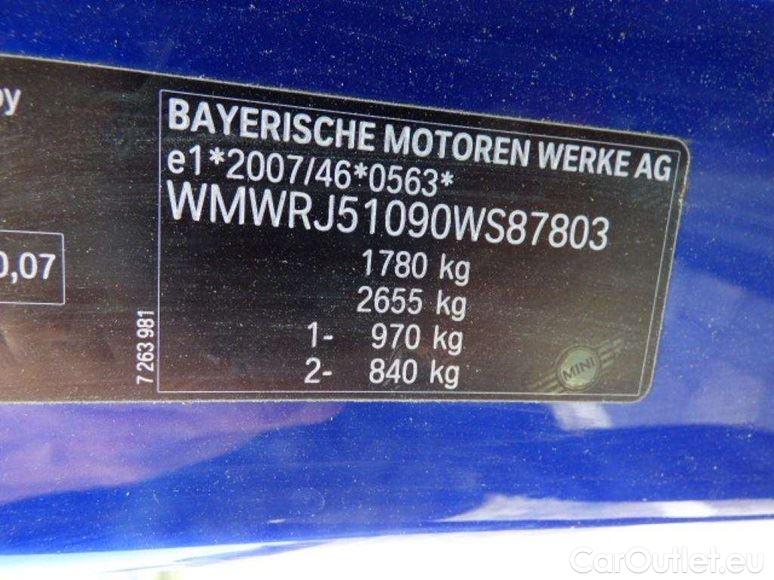 oy
BAYERISCHE MOTOREN WERKE AG
e1*2007/46*0563*
WMWRJ51090WS87803
0,07
1780 kg
2655 kg
1- 970 kg
2- 840 kg
7 263 981
MINI
CarOutlet.eu